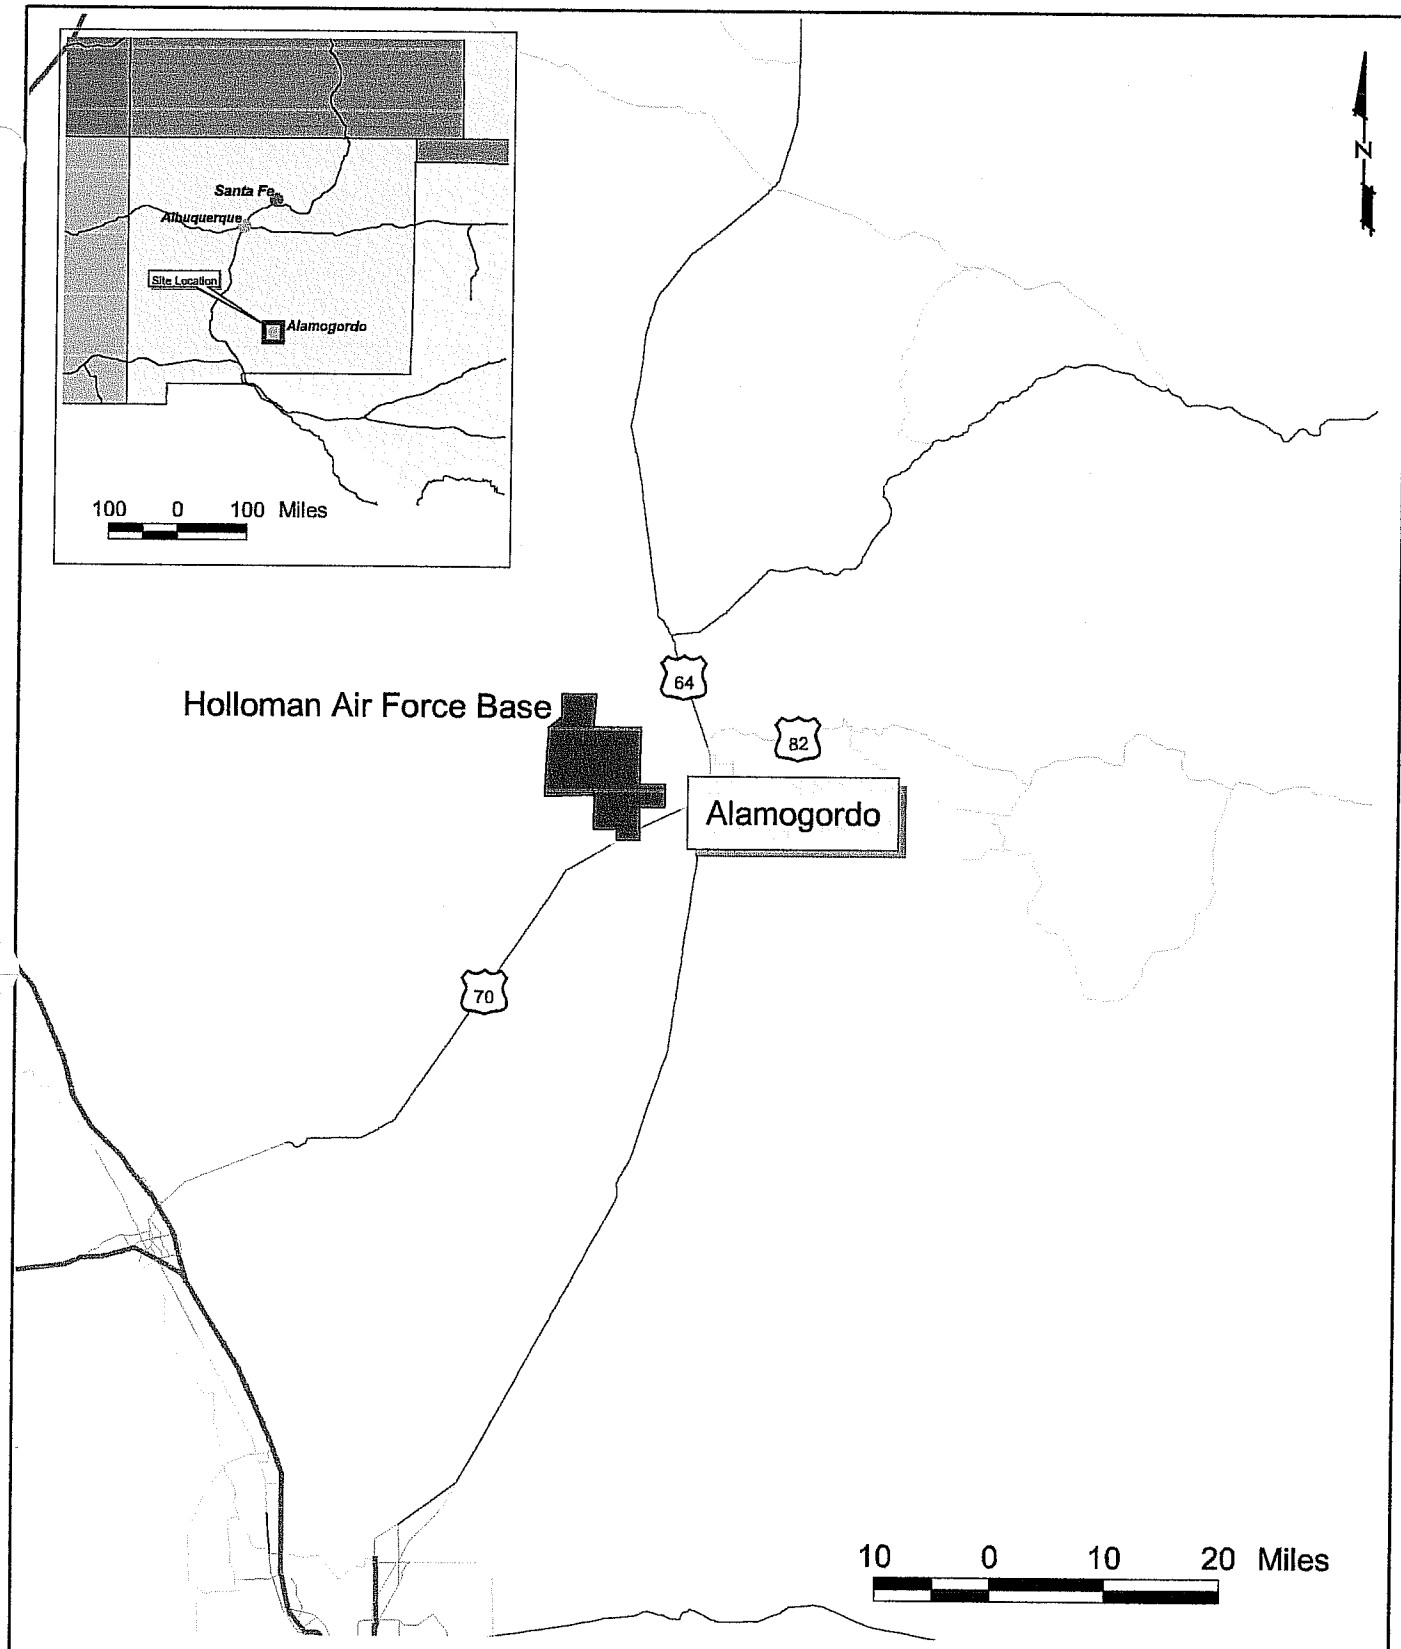 Santa Fe
Albuquerque
Site Location
Alamogordo
100 0 100 Miles
N
64
Holloman Air Force Base
82
Alamogordo
70
10 0 10 20 Miles